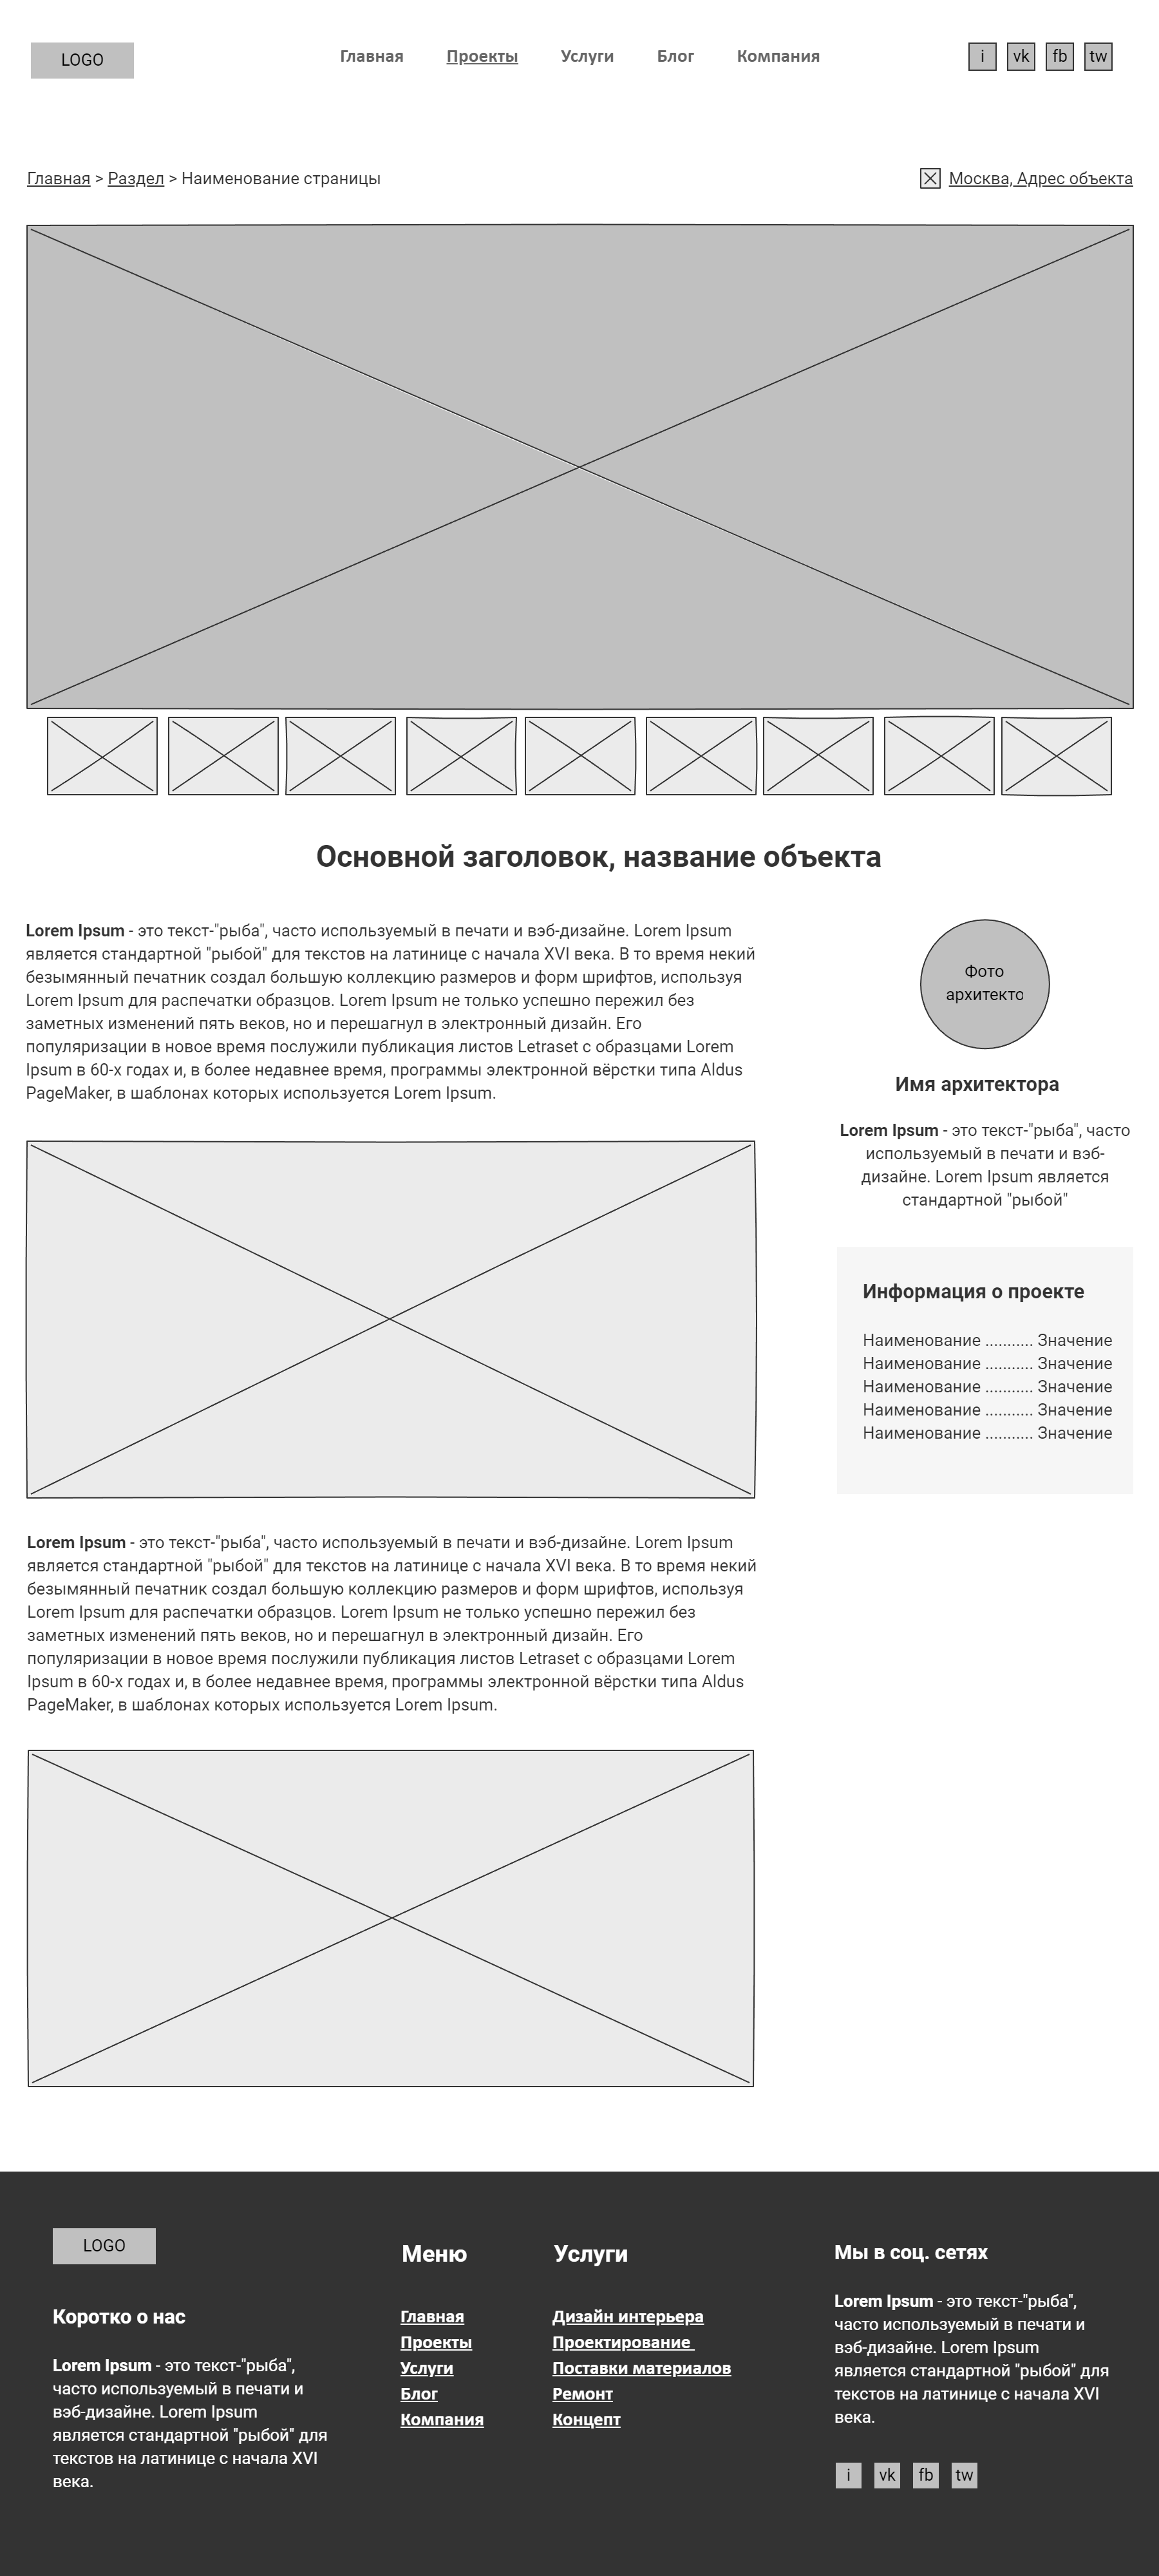 LOGO
Главная Проекты Услуги Блог Компания
i vk fb tw
Главная > Раздел > Наименование страницы
Москва, Адрес объекта
Основной заголовок, название объекта
Lorem Ipsum - это текст-"рыба", часто используемый в печати и вэб-дизайне. Lorem Ipsum
является стандартной "рыбой" для текстов на латинице с начала XVI века. В то время некий
безымянный печатник создал большую коллекцию размеров и форм шрифтов, используя
Lorem Ipsum для распечатки образцов. Lorem Ipsum не только успешно пережил без
заметных изменений пять веков, но и перешагнул в электронный дизайн. Его
популяризации в новое время послужили публикация листов Letraset с образцами Lorem
Ipsum в 60-х годах и, в более недавнее время, программы электронной вёрстки типа Aldus
PageMaker, в шаблонах которых используется Lorem Ipsum.
Фото
архитекто
Имя архитектора
Lorem Ipsum - это текст-"рыба", часто
используемый в печати и вэб-
дизайне. Lorem Ipsum является
стандартной "рыбой"
Информация о проекте
Наименование ........... Значение
Наименование ........... Значение
Наименование ........... Значение
Наименование ........... Значение
Наименование ........... Значение
Lorem Ipsum - это текст-"рыба", часто используемый в печати и вэб-дизайне. Lorem Ipsum
является стандартной "рыбой" для текстов на латинице с начала XVI века. В то время некий
безымянный печатник создал большую коллекцию размеров и форм шрифтов, используя
Lorem Ipsum для распечатки образцов. Lorem Ipsum не только успешно пережил без
заметных изменений пять веков, но и перешагнул в электронный дизайн. Его
популяризации в новое время послужили публикация листов Letraset с образцами Lorem
Ipsum в 60-х годах и, в более недавнее время, программы электронной вёрстки типа Aldus
PageMaker, в шаблонах которых используется Lorem Ipsum.
LOGO
Коротко о нас
Lorem Ipsum - это текст-"рыба",
часто используемый в печати и
вэб-дизайне. Lorem Ipsum
является стандартной "рыбой" для
текстов на латинице с начала XVI
века.
Меню
Главная
Проекты
Услуги
Блог
Компания
Услуги
Дизайн интерьера
Проектирование
Поставки материалов
Ремонт
Концепт
Мы в соц. сетях
Lorem Ipsum - это текст-"рыба",
часто используемый в печати и
вэб-дизайне. Lorem Ipsum
является стандартной "рыбой" для
текстов на латинице с начала XVI
века.
i vk fb tw